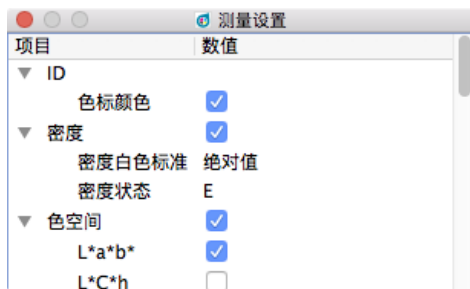 测量设置
项目 数值
ID
色标颜色
密度
密度白色标准 绝对值
密度状态 E
色空间
L*a*b*
L*C*h